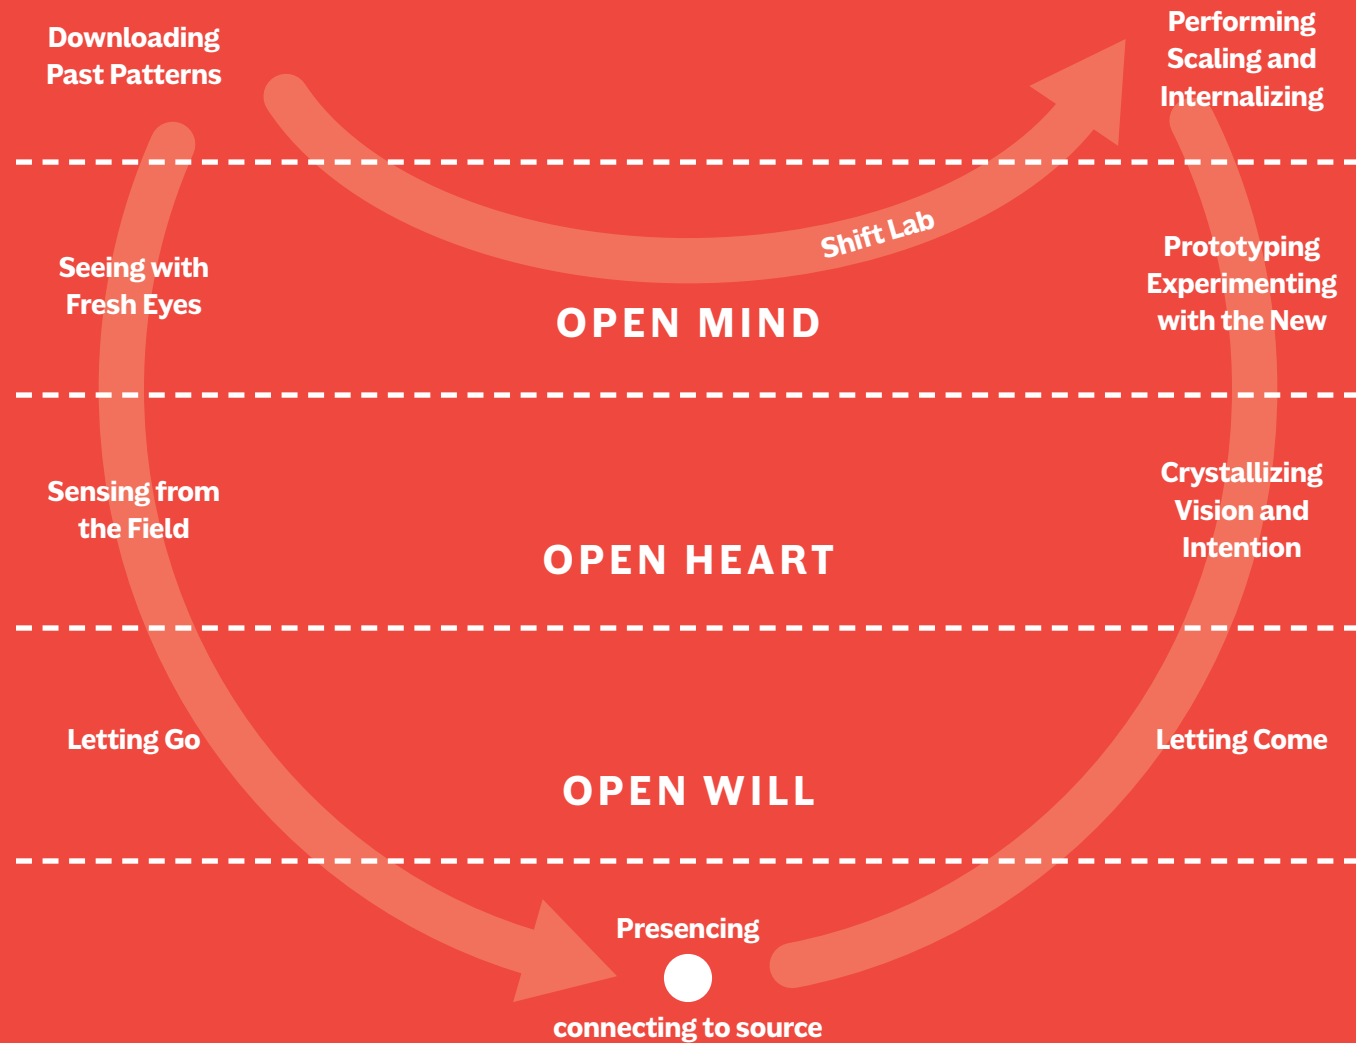 Downloading
Past Patterns
Performing
Scaling and
Internalizing
Shift Lab
Seeing with
Fresh Eyes
OPEN MIND
Prototyping
Experimenting
with the New
Sensing from
the Field
OPEN HEART
Crystallizing
Vision and
Intention
Letting Go
OPEN WILL
Letting Come
Presencing
connecting to source